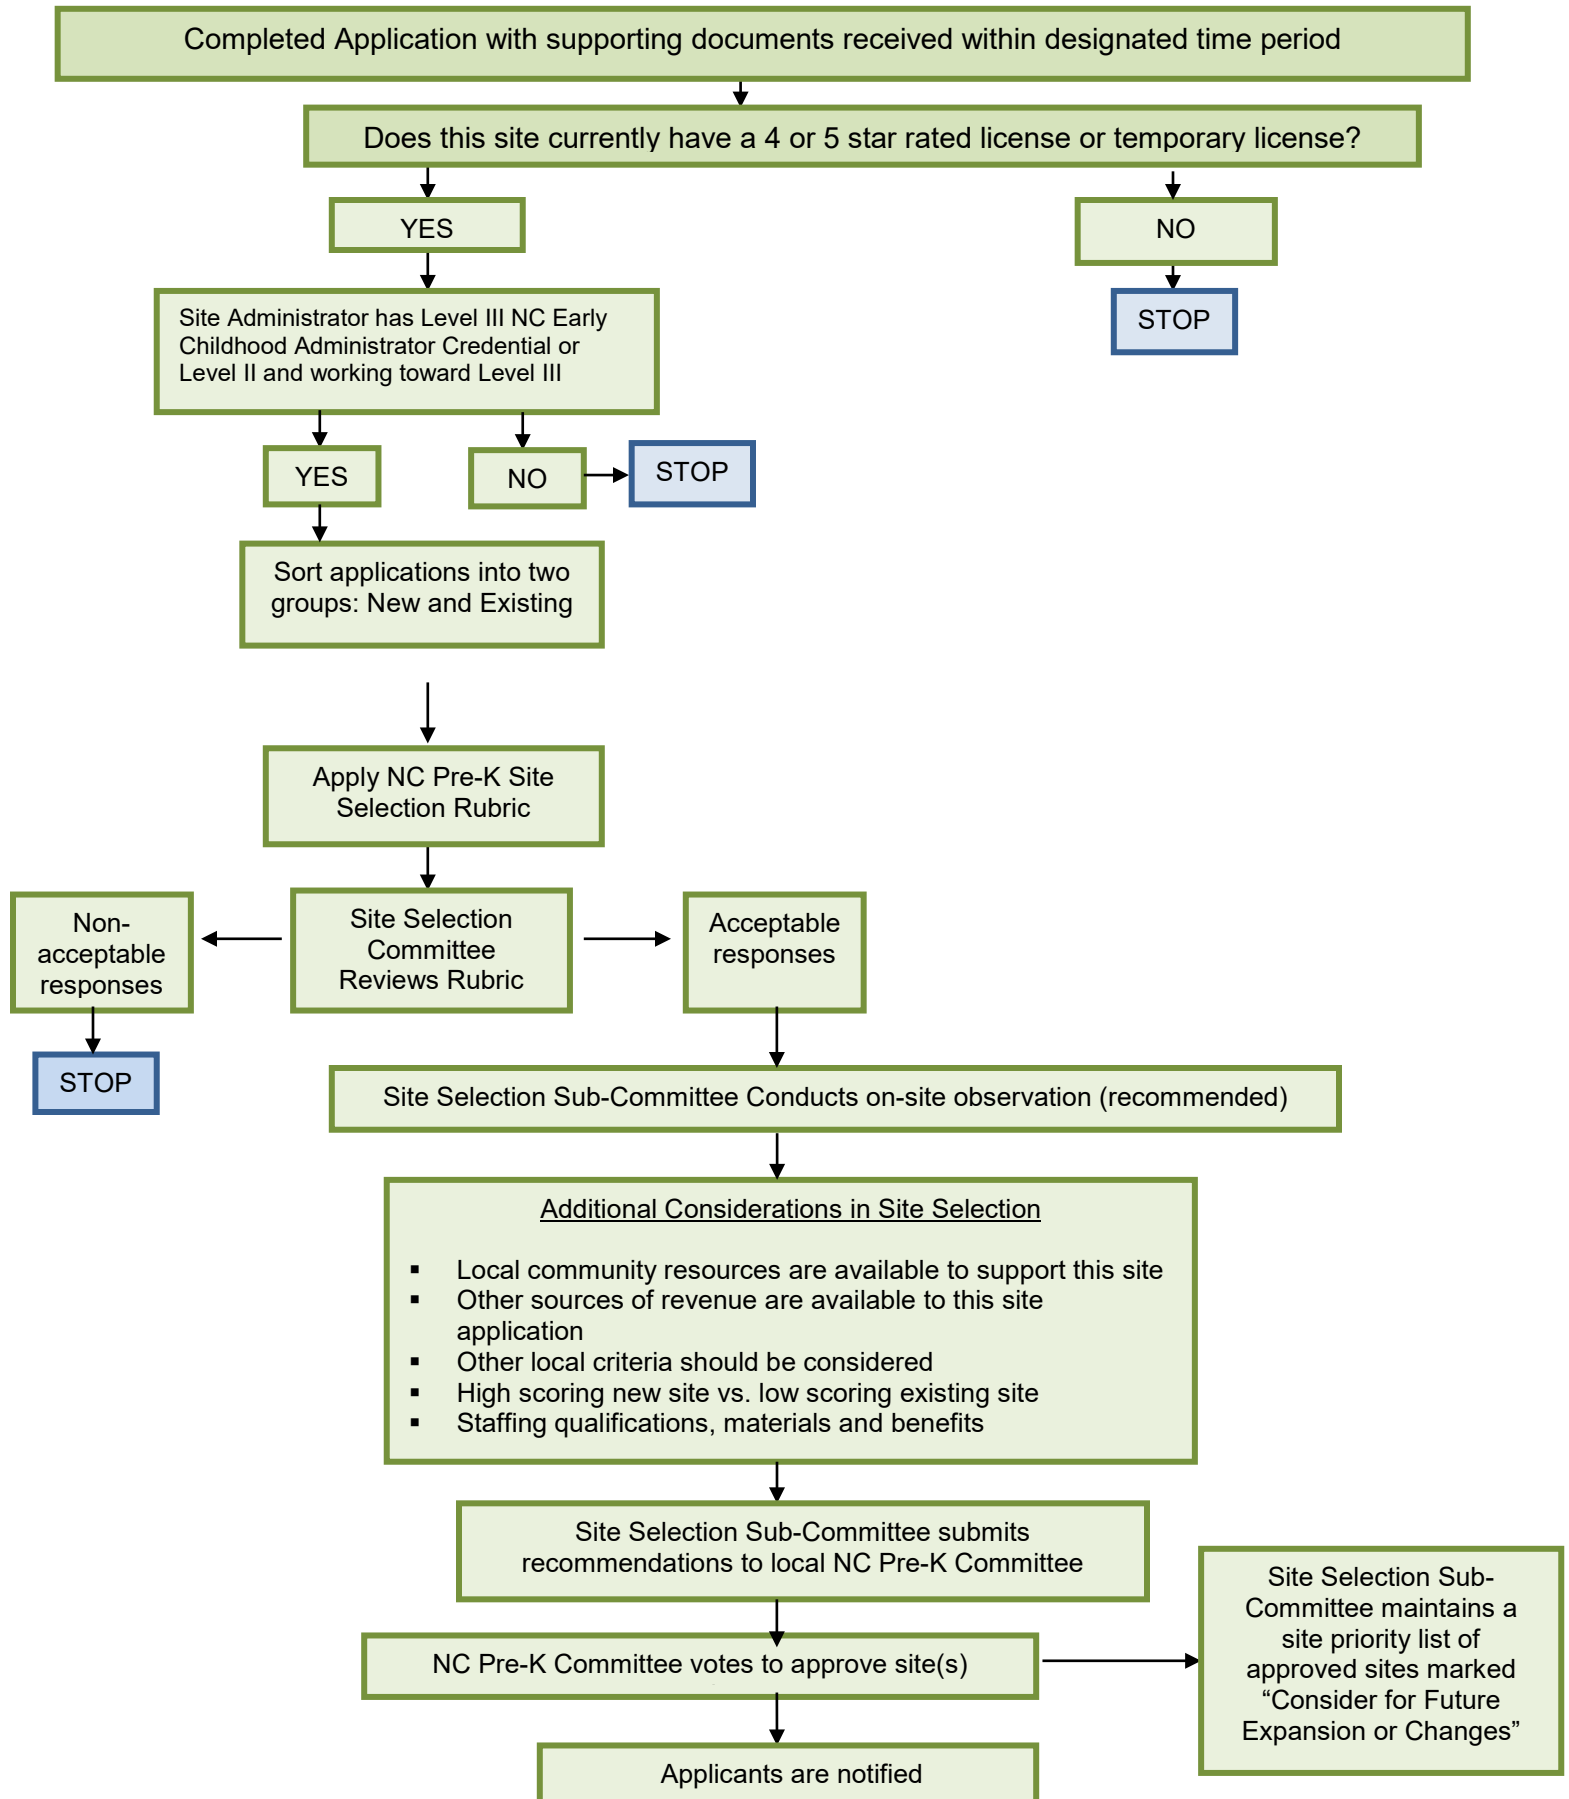 Completed Application with supporting documents received within designated time period
Does this site currently have a 4 or 5 star rated license or temporary license?
YES
NO
Site Administrator has Level III NC Early
Childhood Administrator Credential or
Level II and working toward Level III
STOP
YES
NO
STOP
Sort applications into two
groups: New and Existing
Apply NC Pre-K Site
Selection Rubric
Non-
acceptable
responses
Site Selection
Committee
Reviews Rubric
Acceptable
responses
STOP
Site Selection Sub-Committee Conducts on-site observation (recommended)
Additional Considerations in Site Selection
▪ Local community resources are available to support this site
▪ Other sources of revenue are available to this site
application
▪ Other local criteria should be considered
▪ High scoring new site vs. low scoring existing site
▪ Staffing qualifications, materials and benefits
Site Selection Sub-Committee submits
recommendations to local NC Pre-K Committee
NC Pre-K Committee votes to approve site(s)
Site Selection Sub-
Committee maintains a
site priority list of
approved sites marked
“Consider for Future
Expansion or Changes”
Applicants are notified